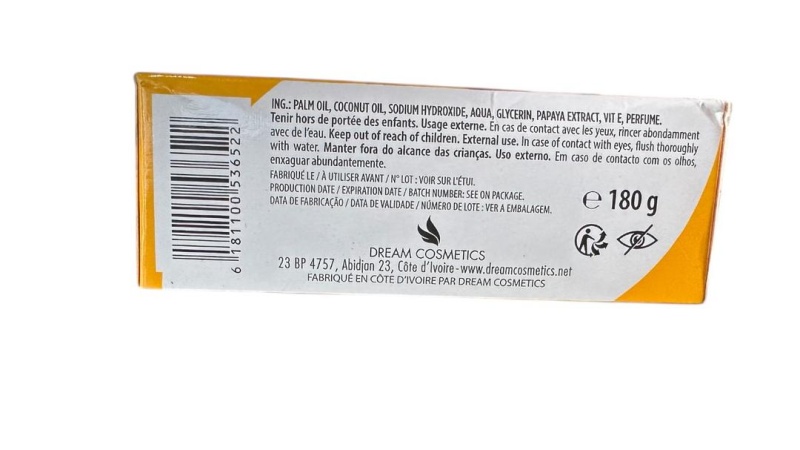 ING.: PALM OIL, COCONUT OIL, SODIUM HYDROXIDE, AQUA, GLYCERIN, PAPAYA EXTRACT, VIT E, PERFUME.
Tenir hors de portée des enfants. Usage externe. En cas de contact avec les yeux, rincer abondamment
avec de l'eau. Keep out of reach of children. External use. In case of contact with eyes, flush thoroughly
with water. Manter fora do alcance das crianças. Uso externo. Em caso de contacto com os olhos,
enxaguar abundantemente.
FABRIQUÉ LE / À UTILISER AVANT / N° LOT : VOIR SUR L'ÉTUI.
PRODUCTION DATE / EXPIRATION DATE / BATCH NUMBER: SEE ON PACKAGE.
DATA DE FABRICAÇÃO / DATA DE VALIDADE / NÚMERO DE LOTE : VER A EMBALAGEM.
℮ 180 g
DREAM COSMETICS
23 BP 4757, Abidjan 23, Côte d'Ivoire - www.dreamcosmetics.net
FABRIQUÉ EN CÔTE D'IVOIRE PAR DREAM COSMETICS
6 181100 536522